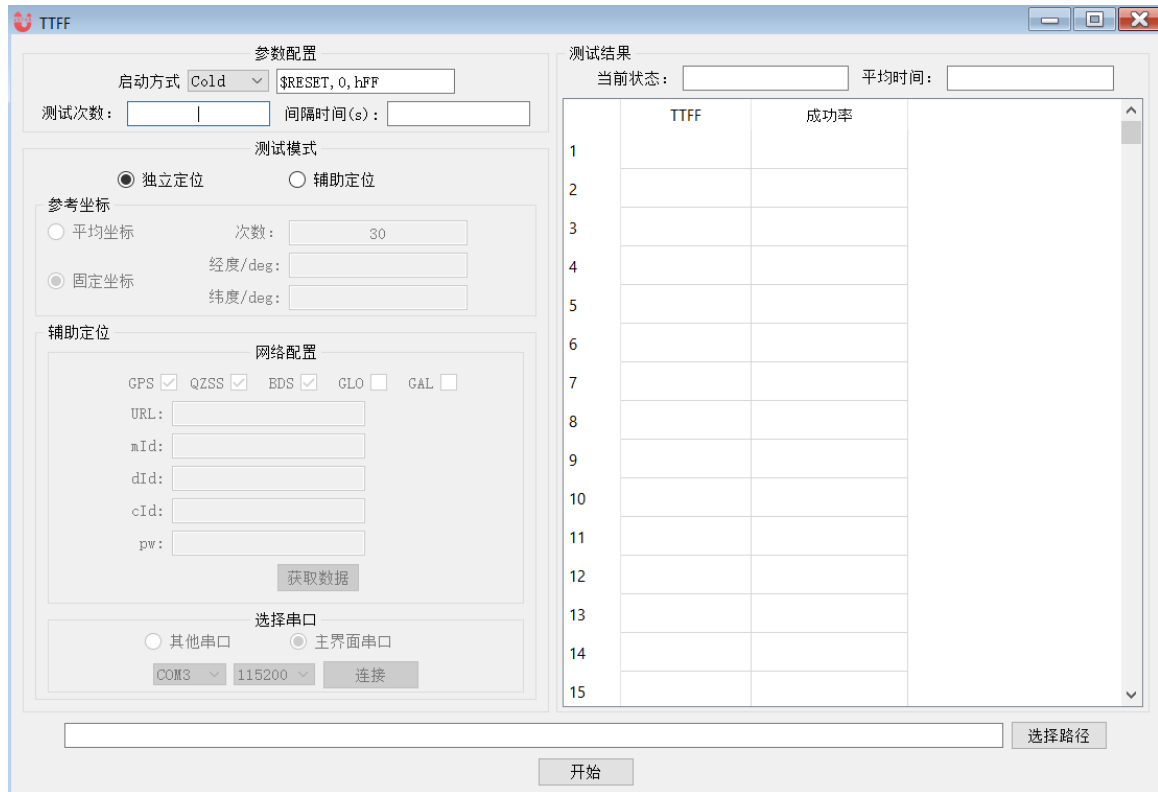 TTFF
参数配置
启动方式 Cold $RESET,0,hFF
测试次数: 间隔时间(s):
测试模式
独立定位 辅助定位
参考坐标
平均坐标 次数: 30
固定坐标 经度/deg:
纬度/deg:
辅助定位
网络配置
GPS QZSS BDS GLO GAL
URL:
mId:
dId:
cId:
pw:
获取数据
选择串口
其他串口 主界面串口
COM3 115200 连接
测试结果
当前状态: 平均时间:
TTFF 成功率
1
2
3
4
5
6
7
8
9
10
11
12
13
14
15
选择路径
开始